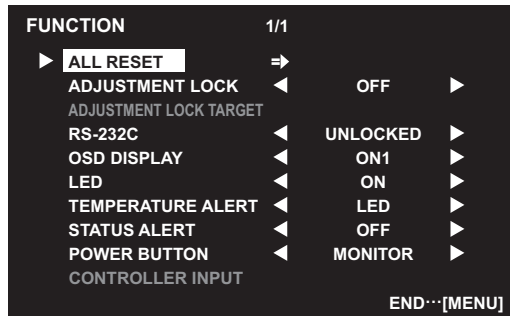 FUNCTION 1/1
ALL RESET
ADJUSTMENT LOCK OFF
ADJUSTMENT LOCK TARGET
RS-232C UNLOCKED
OSD DISPLAY ON1
LED ON
TEMPERATURE ALERT LED
STATUS ALERT OFF
POWER BUTTON MONITOR
CONTROLLER INPUT
END···[MENU]